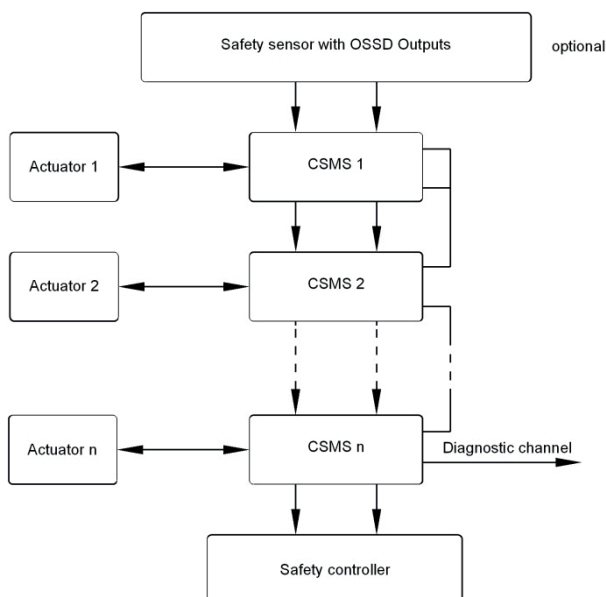 Safety sensor with OSSD Outputs
optional
Actuator 1
CSMS 1
Actuator 2
CSMS 2
Actuator n
CSMS n
Diagnostic channel
Safety controller